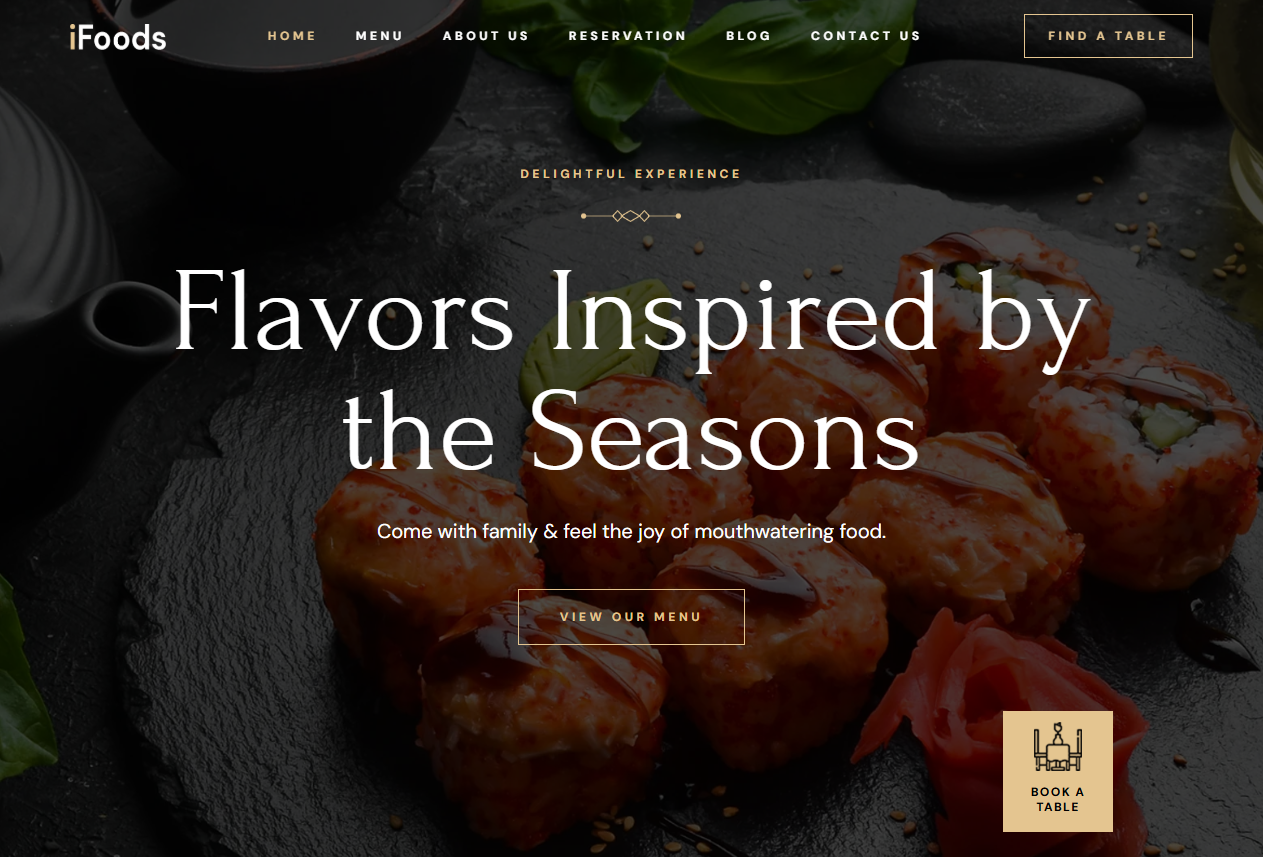 iFoods
HOME MENU ABOUT US RESERVATION BLOG CONTACT US FIND A TABLE
DELIGHTFUL EXPERIENCE
Flavors Inspired by
the Seasons
Come with family & feel the joy of mouthwatering food.
VIEW OUR MENU
BOOK A
TABLE